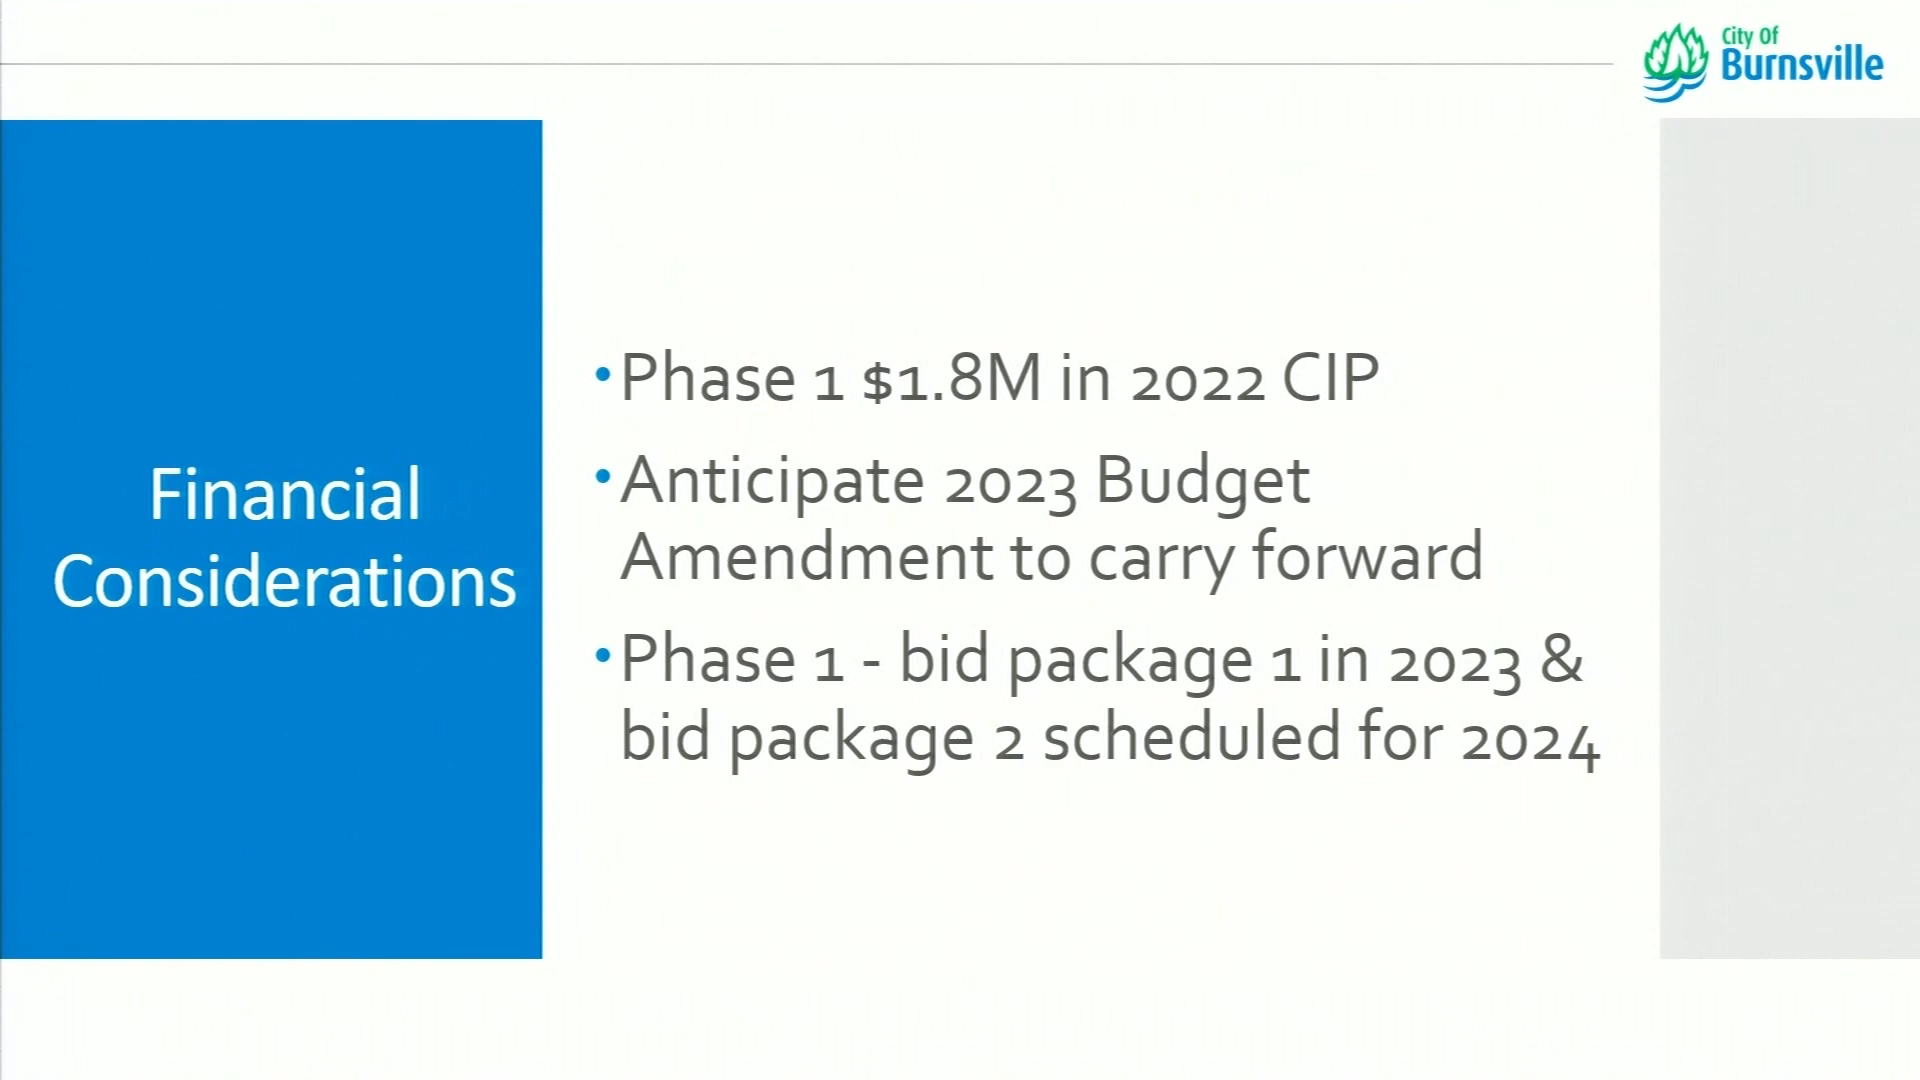 City Of
Burnsville
Financial
Considerations
•Phase 1 $1.8M in 2022 CIP
•Anticipate 2023 Budget
Amendment to carry forward
•Phase 1 - bid package 1 in 2023 &
bid package 2 scheduled for 2024